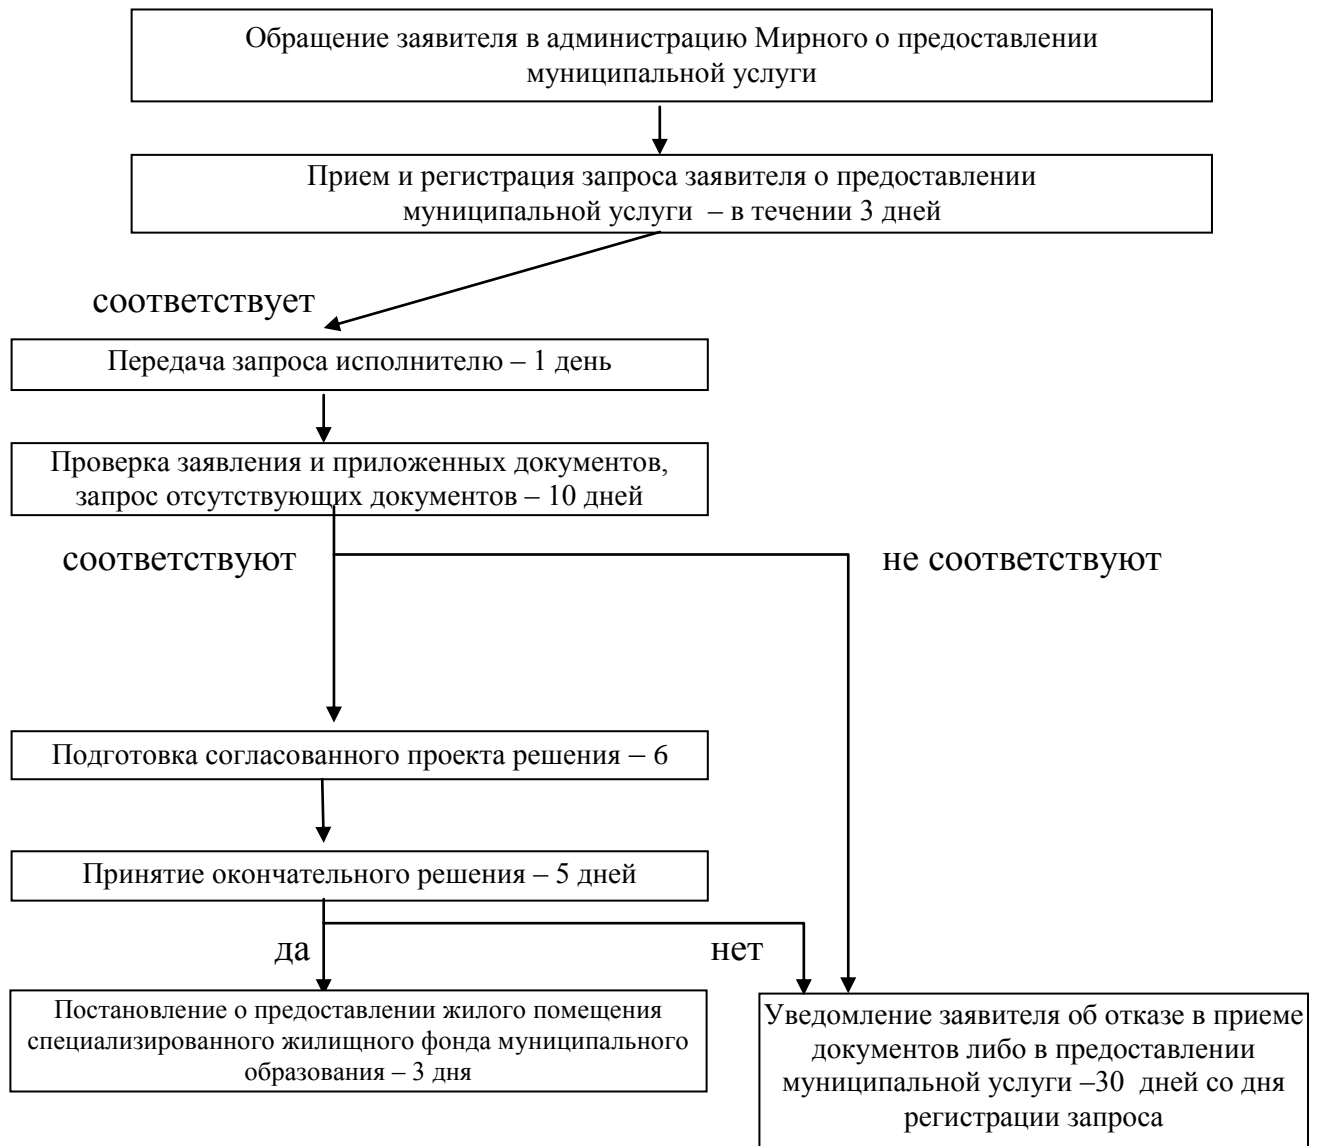 Обращение заявителя в администрацию Мирного о предоставлении
муниципальной услуги
Прием и регистрация запроса заявителя о предоставлении
муниципальной услуги – в течении 3 дней
соответствует
Передача запроса исполнителю – 1 день
Проверка заявления и приложенных документов,
запрос отсутствующих документов – 10 дней
соответствуют
не соответствуют
Подготовка согласованного проекта решения – 6
Принятие окончательного решения – 5 дней
да
нет
Постановление о предоставлении жилого помещения
специализированного жилищного фонда муниципального
образования – 3 дня
Уведомление заявителя об отказе в приеме
документов либо в предоставлении
муниципальной услуги –30 дней со дня
регистрации запроса